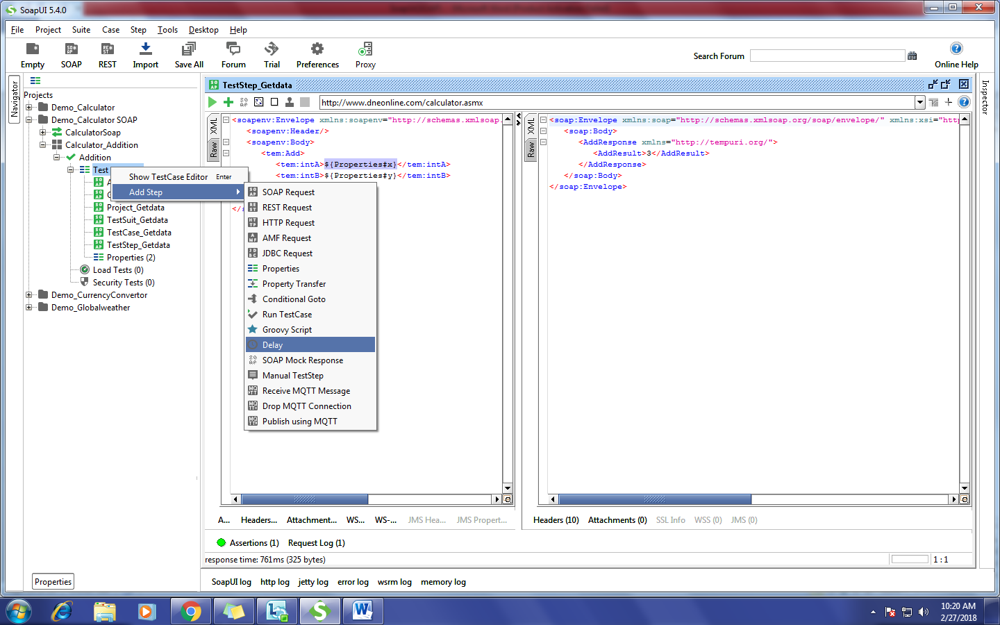 SoapUI 5.4.0
File Project Suite Case Step Tools Desktop Help
Empty SOAP REST Import Save All Forum Trial Preferences Proxy
Search Forum
Online Help
Navigator
Projects
Demo_Calculator
Demo_Calculator SOAP
CalculatorSoap
Calculator_Addition
Addition
Test
Project_Getdata
TestSuit_Getdata
TestCase_Getdata
TestStep_Getdata
Properties (2)
Load Tests (0)
Security Tests (0)
Demo_CurrencyConvertor
Demo_Globalweather
Properties
Show TestCase Editor Enter
Add Step
SOAP Request
REST Request
HTTP Request
AMF Request
JDBC Request
Properties
Property Transfer
Conditional Goto
Run TestCase
Groovy Script
Delay
SOAP Mock Response
Manual TestStep
Receive MQTT Message
Drop MQTT Connection
Publish using MQTT
TestStep_Getdata
http://www.dneonline.com/calculator.asmx
XML
Raw
<soapenv:Envelope xmlns:soapenv="http://schemas.xmlsoap.
<soapenv:Header/>
<soapenv:Body>
<tem:Add>
<tem:intA>${Properties#x}</tem:intA>
<tem:intB>${Properties#y}</tem:intB>
</s
XML
Raw
<soap:Envelope xmlns:soap="http://schemas.xmlsoap.org/soap/envelope/" xmlns:xsi="htt
<soap:Body>
<AddResponse xmlns="http://tempuri.org/">
<AddResult>3</AddResult>
</AddResponse>
</soap:Body>
</soap:Envelope>
A... Headers... Attachment... WS... WS-... JMS Hea... JMS Propert...
Headers (10) Attachments (0) SSL Info WSS (0) JMS (0)
Assertions (1) Request Log (1)
response time: 761ms (325 bytes)
1 : 1
SoapUI log http log jetty log error log wsrm log memory log
Inspector
10:20 AM
2/27/2018